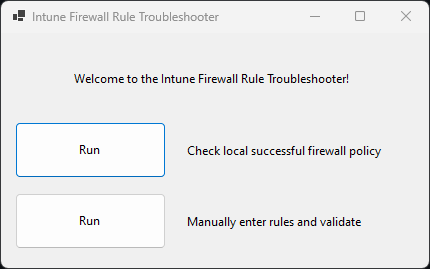 Intune Firewall Rule Troubleshooter
Welcome to the Intune Firewall Rule Troubleshooter!
Run
Check local successful firewall policy
Run
Manually enter rules and validate